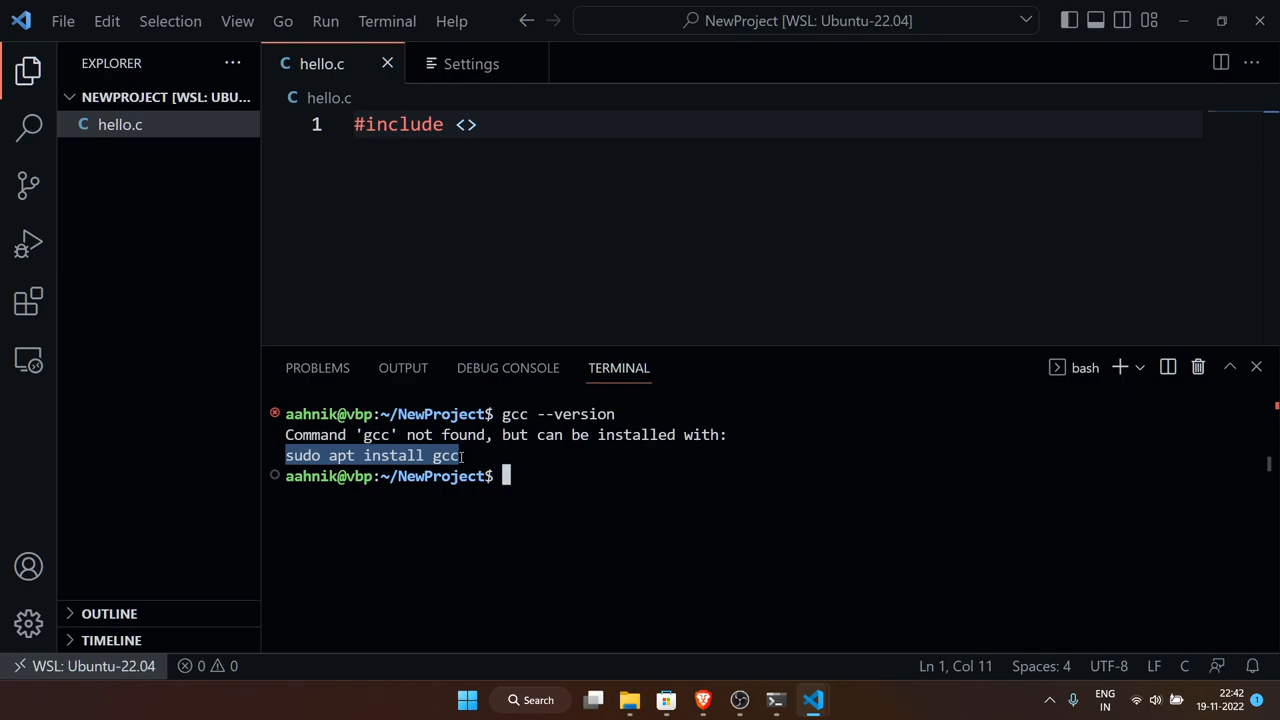 File Edit Selection View Go Run Terminal Help
NewProject [WSL: Ubuntu-22.04]
EXPLORER
NEWPROJECT [WSL: UBU...
C hello.c
C hello.c
Settings
C hello.c
1 #include <>
PROBLEMS OUTPUT DEBUG CONSOLE TERMINAL
bash
aahnik@vbp:~/NewProject$ gcc --version
Command 'gcc' not found, but can be installed with:
sudo apt install gcc
aahnik@vbp:~/NewProject$
OUTLINE
TIMELINE
WSL: Ubuntu-22.04 0 0
Ln 1, Col 11 Spaces: 4 UTF-8 LF C
Search
ENG
IN
22:42
19-11-2022
1